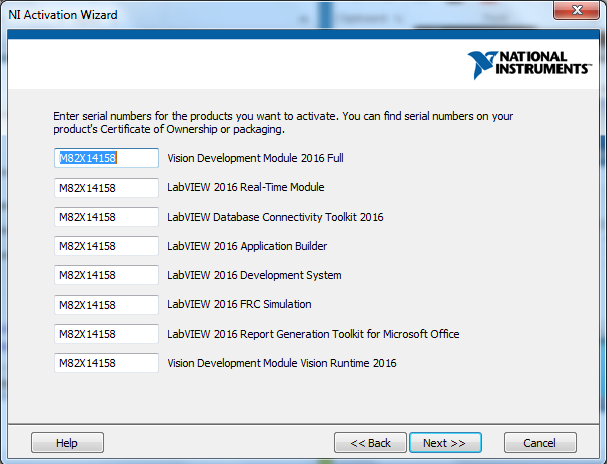 NI Activation Wizard
NATIONAL
INSTRUMENTS™
Enter serial numbers for the products you want to activate. You can find serial numbers on your
product's Certificate of Ownership or packaging.
M82X14158 Vision Development Module 2016 Full
M82X14158 LabVIEW 2016 Real-Time Module
M82X14158 LabVIEW Database Connectivity Toolkit 2016
M82X14158 LabVIEW 2016 Application Builder
M82X14158 LabVIEW 2016 Development System
M82X14158 LabVIEW 2016 FRC Simulation
M82X14158 LabVIEW 2016 Report Generation Toolkit for Microsoft Office
M82X14158 Vision Development Module Vision Runtime 2016
Help << Back Next >> Cancel